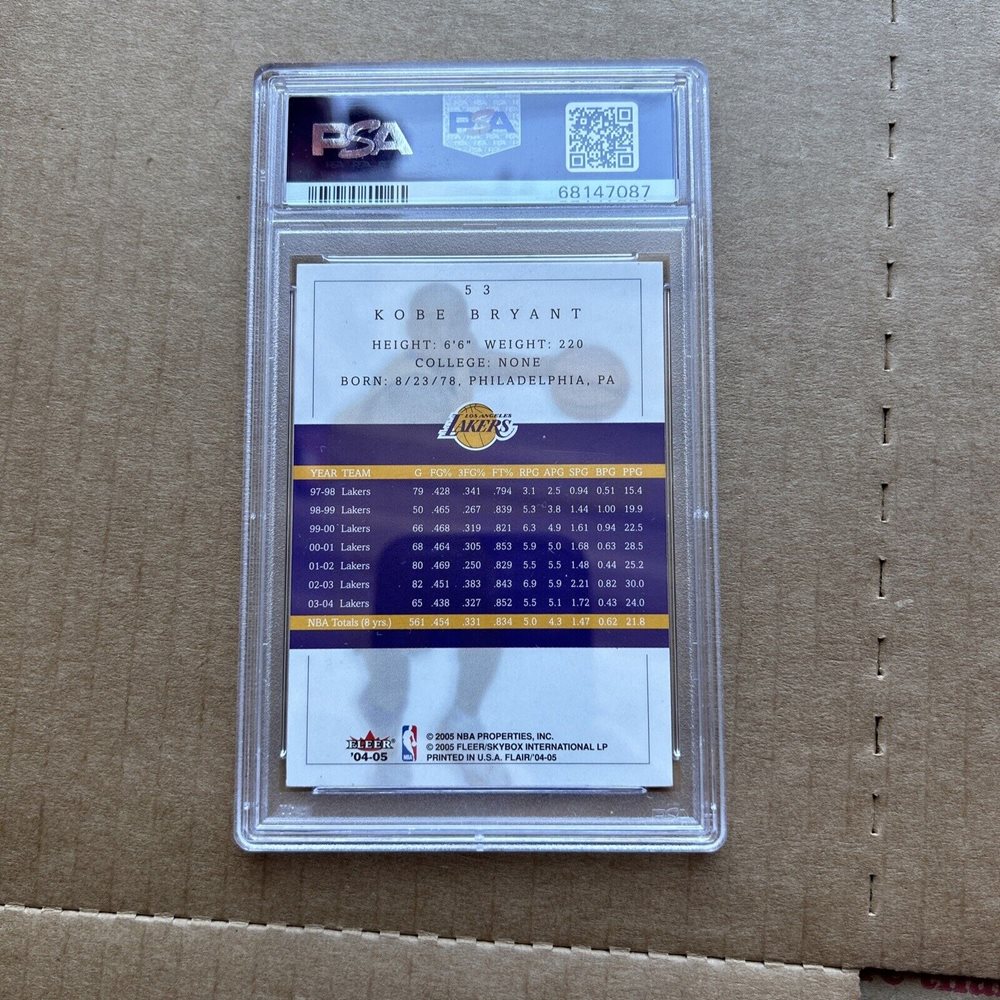 PSA
PSA
68147087
53
KOBE BRYANT
HEIGHT: 6'6" WEIGHT: 220
COLLEGE: NONE
BORN: 8/23/78, PHILADELPHIA, PA
LOS ANGELES
LAKERS
YEAR TEAM G FG% 3FG% FT% RPG APG SPG BPG PPG
97-98 Lakers 79 .428 .341 .794 3.1 2.5 0.94 0.51 15.4
98-99 Lakers 50 .465 .267 .839 5.3 3.8 1.44 1.00 19.9
99-00 Lakers 66 .468 .319 .821 6.3 4.9 1.61 0.94 22.5
00-01 Lakers 68 .464 .305 .853 5.9 5.0 1.68 0.63 28.5
01-02 Lakers 80 .469 .250 .829 5.5 5.5 1.48 0.44 25.2
02-03 Lakers 82 .451 .383 .843 6.9 5.9 2.21 0.82 30.0
03-04 Lakers 65 .438 .327 .852 5.5 5.1 1.72 0.43 24.0
NBA Totals (8 yrs.) 561 .454 .331 .834 5.0 4.3 1.47 0.62 21.8
FLEER
'04-05
NBA
© 2005 NBA PROPERTIES, INC.
© 2005 FLEER/SKYBOX INTERNATIONAL LP
PRINTED IN U.S.A. FLAIR/'04-05